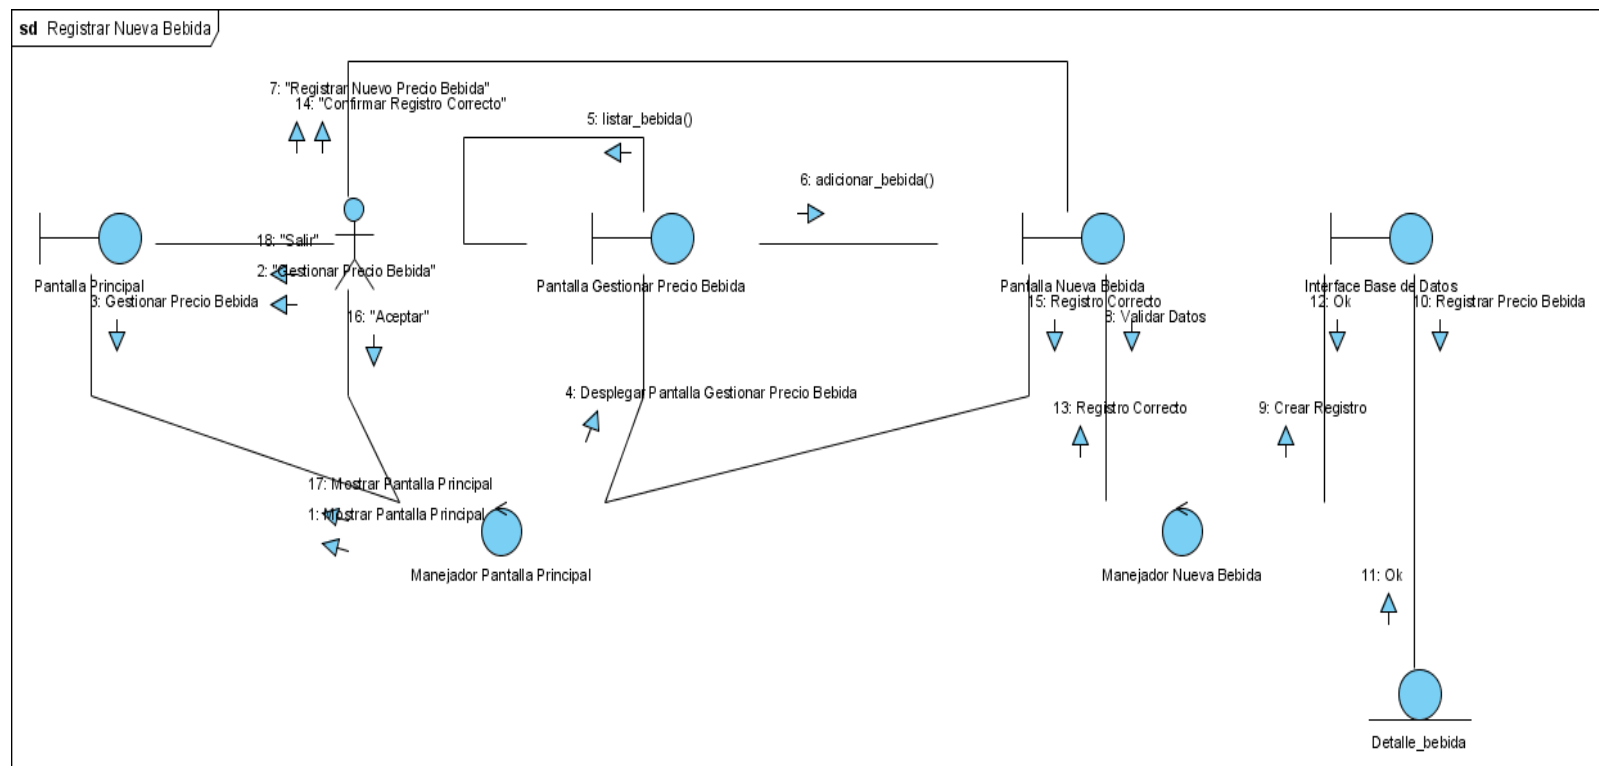 sd Registrar Nueva Bebida
7: "Registrar Nuevo Precio Bebida"
14: "Confirmar Registro Correcto"
5: listar_bebida()
6: adicionar_bebida()
18: "Salir"
2: "Gestionar Precio Bebida"
Pantalla Principal
Pantalla Gestionar Precio Bebida
Pantalla Nueva Bebida
Interface Base de Datos
3: Gestionar Precio Bebida
15: Registro Correcto
12: Ok
10: Registrar Precio Bebida
16: "Aceptar"
8: Validar Datos
4: Desplegar Pantalla Gestionar Precio Bebida
13: Registro Correcto
9: Crear Registro
17: Mostrar Pantalla Principal
1: Mostrar Pantalla Principal
Manejador Pantalla Principal
Manejador Nueva Bebida
11: Ok
Detalle_bebida